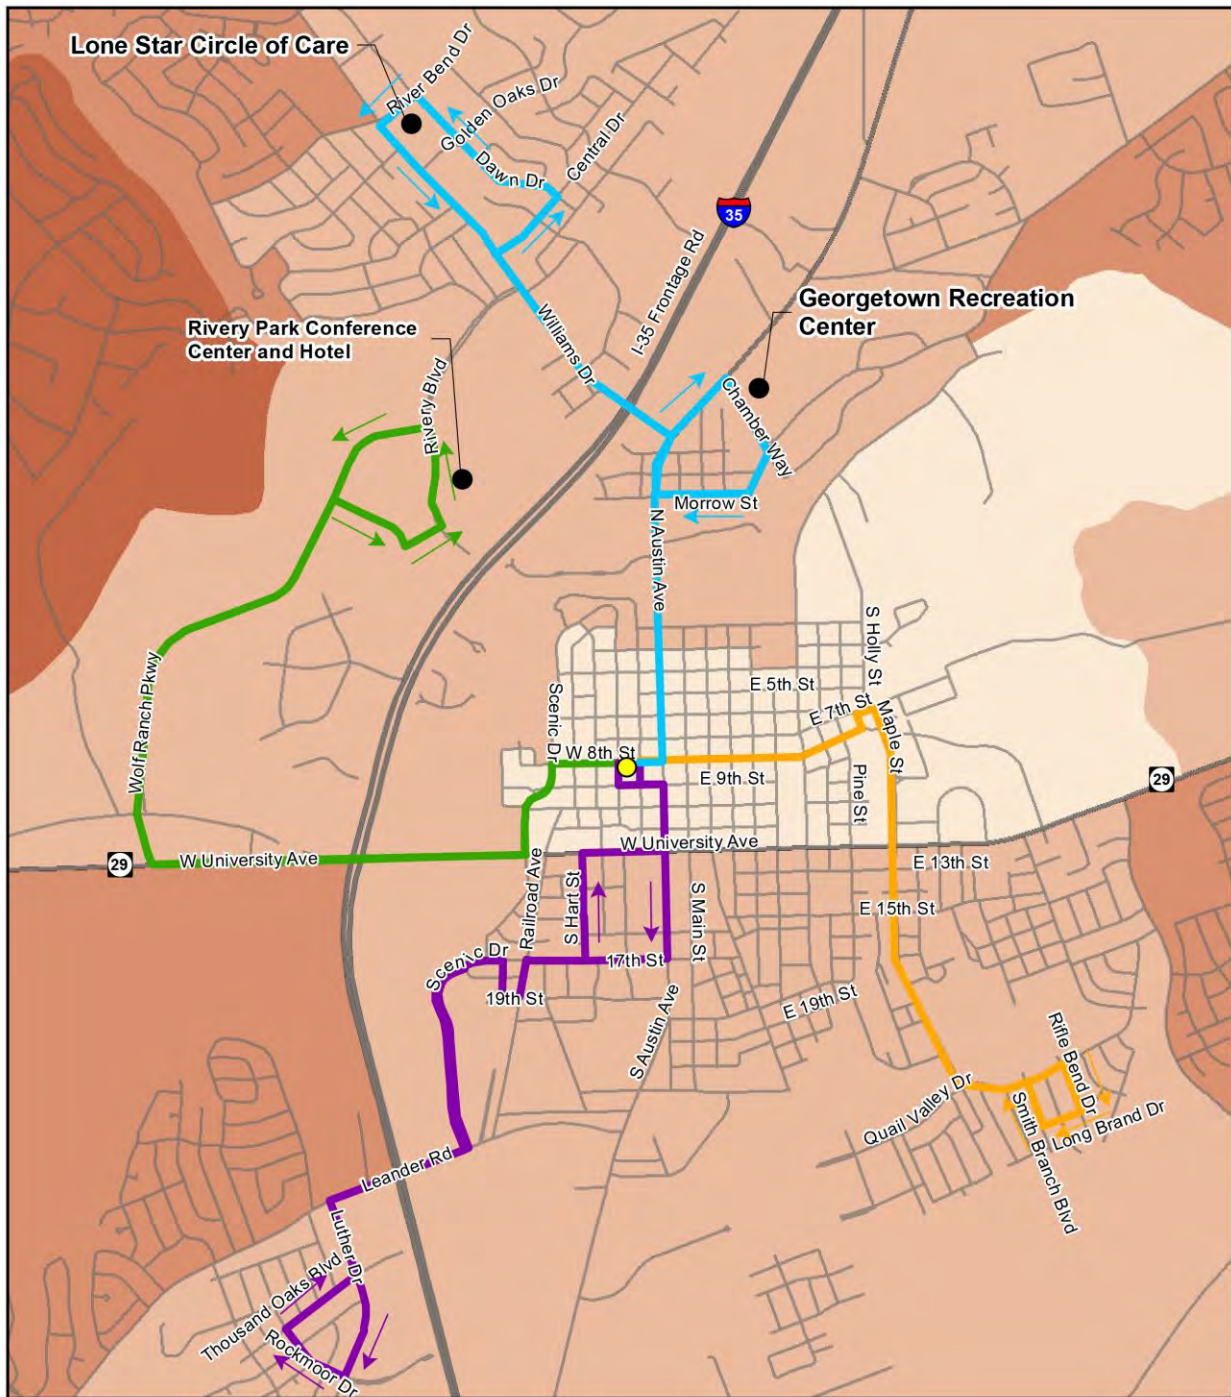 Lone Star Circle of Care
River Bend Dr
Golden Oaks Dr
Dawn Dr
Central Dr
35
I-35 Frontage Rd
Georgetown Recreation
Center
Rivery Park Conference
Center and Hotel
Williams Dr
Rivery Blvd
Chamber Way
Morrow St
N Austin Ave
S Holly St
Wolf Ranch Pkwy
Scenic Dr
E 5th St
E 7th St
Maple St
W 8th St
E 9th St
Pine St
29
W University Ave
29
W University Ave
E 13th St
Railroad Ave
S Hart St
S Main St
E 15th St
Scenic Dr
17th St
19th St
E 19th St
S Austin Ave
Rifle Bend Dr
Quail Valley Dr
Smith Branch Blvd
Long Brand Dr
Leander Rd
Luther Dr
Thousand Oaks Blvd
Rockmoor Dr